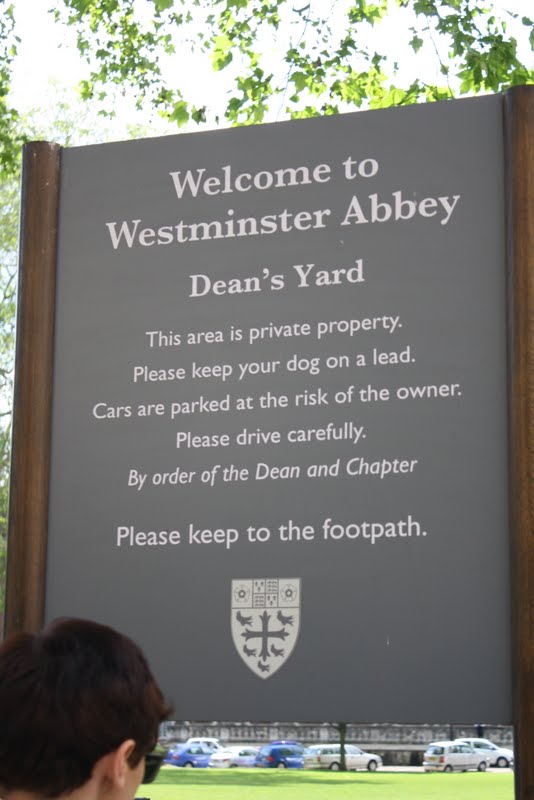 Welcome to
Westminster Abbey
Dean's Yard
This area is private property.
Please keep your dog on a lead.
Cars are parked at the risk of the owner.
Please drive carefully.
By order of the Dean and Chapter
Please keep to the footpath.